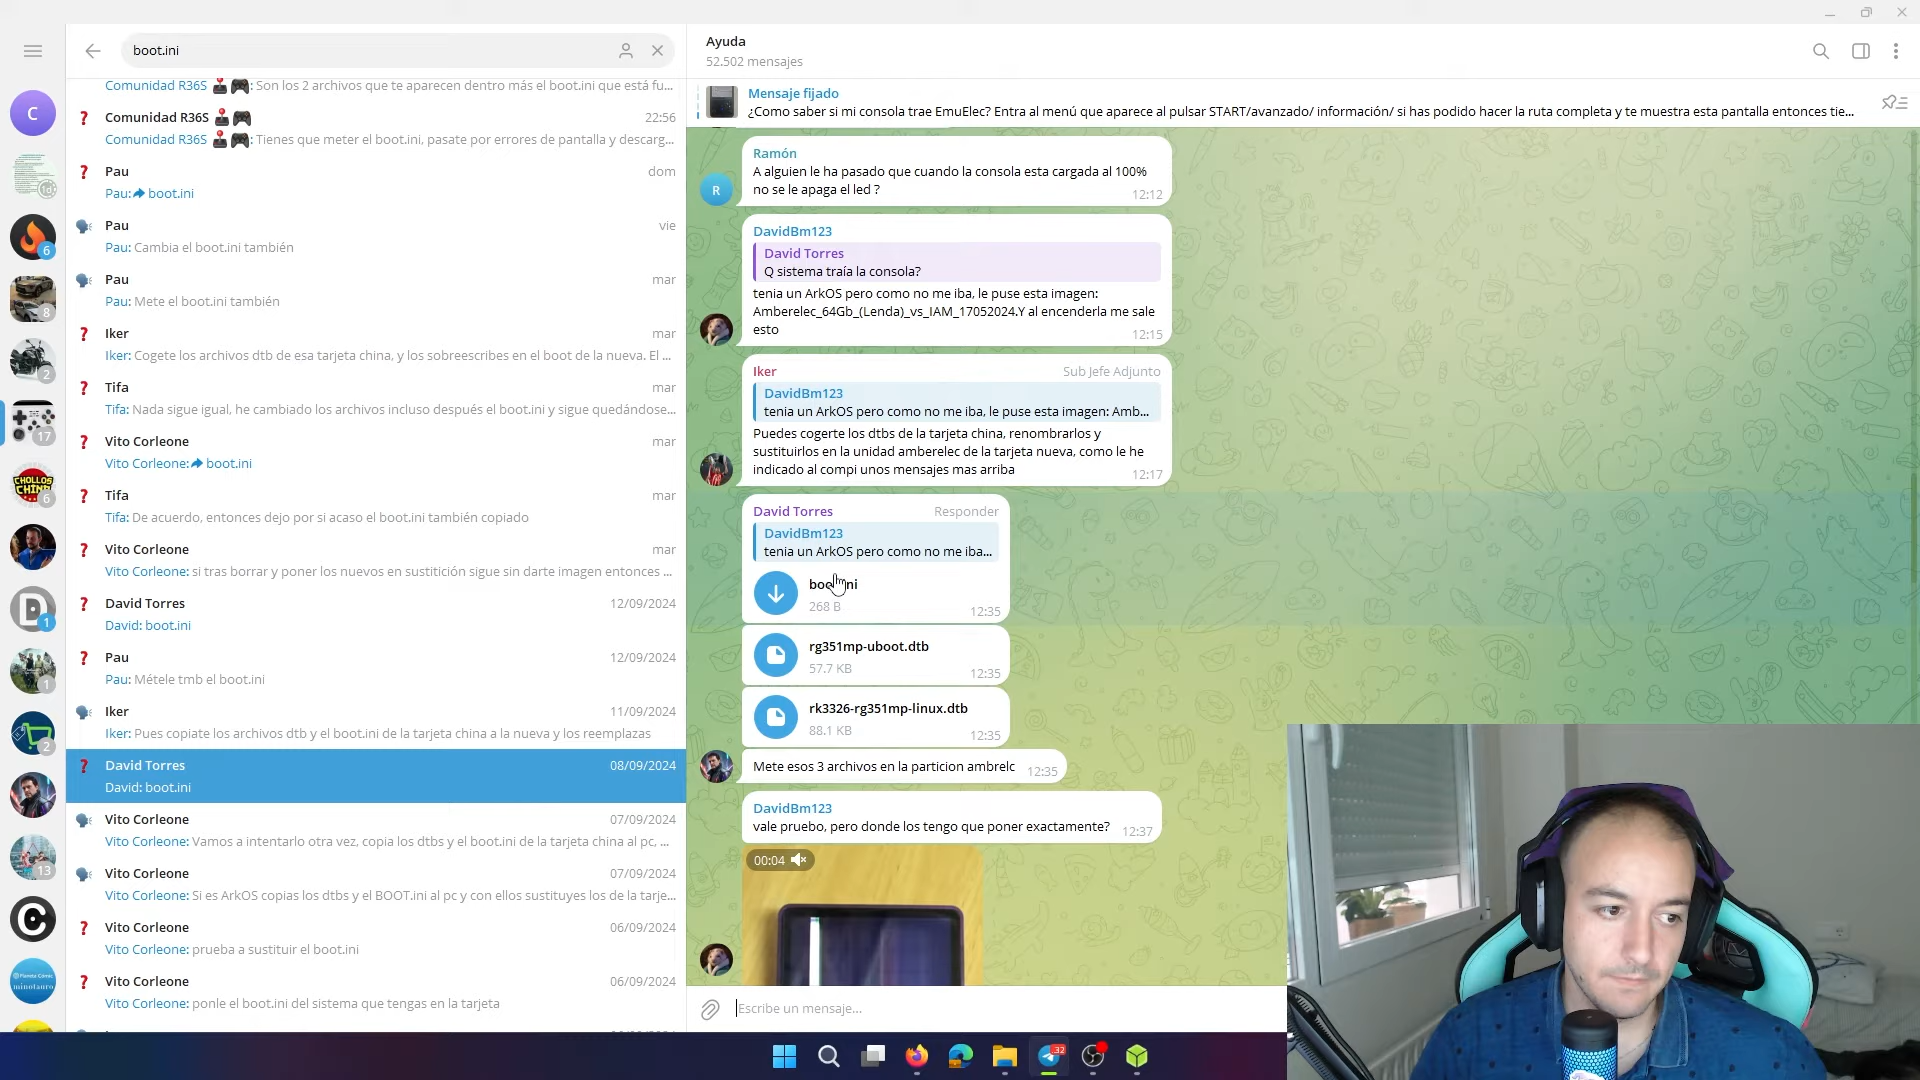 boot.ini
Comunidad R36S: Son los 2 archivos que te aparecen dentro más el boot.ini que está fu...
Comunidad R36S 22:56
Comunidad R36S: Tienes que meter el boot.ini, pasate por errores de pantalla y descarg...
Pau dom
Pau: boot.ini
Pau vie
Pau: Cambia el boot.ini también
Pau mar
Pau: Mete el boot.ini también
Iker mar
Iker: Cogete los archivos dtb de esa tarjeta china, y los sobreescribes en el boot de la nueva. El ...
Tifa mar
Tifa: Nada sigue igual, he cambiado los archivos incluso después el boot.ini y sigue quedándose...
Vito Corleone mar
Vito Corleone: boot.ini
Tifa mar
Tifa: De acuerdo, entonces dejo por si acaso el boot.ini también copiado
Vito Corleone mar
Vito Corleone: si tras borrar y poner los nuevos en sustitición sigue sin darte imagen entonces ...
David Torres 12/09/2024
David: boot.ini
Pau 12/09/2024
Pau: Métele tmb el boot.ini
Iker 11/09/2024
Iker: Pues copiate los archivos dtb y el boot.ini de la tarjeta china a la nueva y los reemplazas
David Torres 08/09/2024
David: boot.ini
Vito Corleone 07/09/2024
Vito Corleone: Vamos a intentarlo otra vez, copia los dtbs y el boot.ini de la tarjeta china al pc, ...
Vito Corleone 07/09/2024
Vito Corleone: Si es ArkOS copias los dtbs y el BOOT.ini al pc y con ellos sustituyes los de la tarje...
Vito Corleone 06/09/2024
Vito Corleone: prueba a sustituir el boot.ini
Vito Corleone 06/09/2024
Vito Corleone: ponle el boot.ini del sistema que tengas en la tarjeta
C
1d
6
8
2
17
CHOLLOS CHINA
6
D
1
1
2
13
C
Planeta Cómic
minotauro
Ayuda
52.502 mensajes
Mensaje fijado
¿Como saber si mi consola trae EmuElec? Entra al menú que aparece al pulsar START/avanzado/ información/ si has podido hacer la ruta completa y te muestra esta pantalla entonces tie...
Ramón
A alguien le ha pasado que cuando la consola esta cargada al 100%
no se le apaga el led ?
12:12
R
DavidBm123
David Torres
Q sistema traía la consola?
tenia un ArkOS pero como no me iba, le puse esta imagen:
Amberelec_64Gb_(Lenda)_vs_IAM_17052024.Y al encenderla me sale
esto
12:15
Iker Sub Jefe Adjunto
DavidBm123
tenia un ArkOS pero como no me iba, le puse esta imagen: Amb...
Puedes cogerte los dtbs de la tarjeta china, renombrarlos y
sustituirlos en la unidad amberelec de la tarjeta nueva, como le he
indicado al compi unos mensajes mas arriba
12:17
David Torres Responder
DavidBm123
tenia un ArkOS pero como no me iba...
boot.ini
268 B 12:35
rg351mp-uboot.dtb
57.7 KB 12:35
rk3326-rg351mp-linux.dtb
88.1 KB 12:35
Mete esos 3 archivos en la particion ambrelc 12:35
DavidBm123
vale pruebo, pero donde los tengo que poner exactamente? 12:37
00:04
Escribe un mensaje...
32